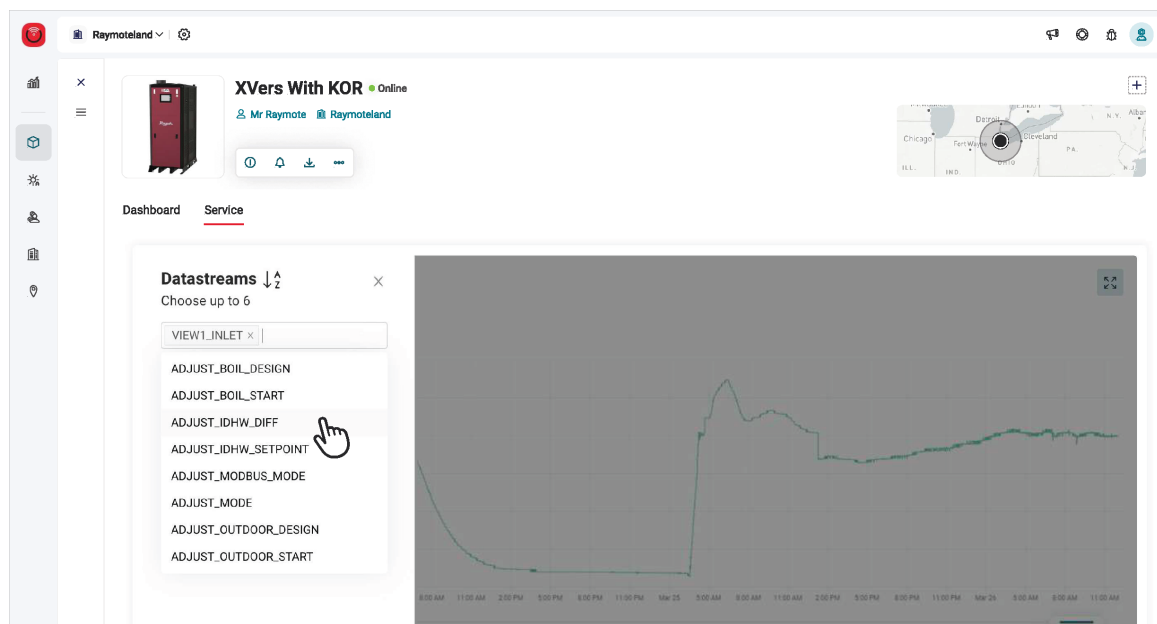 Raymoteland
XVers With KOR
Online
Mr Raymote
Raymoteland
Detroit
Chicago
Fort Wayne
Cleveland
OHIO
N.Y.
PA.
ILL.
IND
N.J.
Dashboard
Service
Datastreams
A
Z
Choose up to 6
VIEW1_INLET ×
ADJUST_BOIL_DESIGN
ADJUST_BOIL_START
ADJUST_IDHW_DIFF
ADJUST_IDHW_SETPOINT
ADJUST_MODBUS_MODE
ADJUST_MODE
ADJUST_OUTDOOR_DESIGN
ADJUST_OUTDOOR_START
8:00 AM 11:00 AM 2:00 PM 5:00 PM 8:00 PM 11:00 PM Mar 25 5:00 AM 8:00 AM 11:00 AM 2:00 PM 5:00 PM 8:00 PM 11:00 PM Mar 26 5:00 AM 8:00 AM 11:00 AM